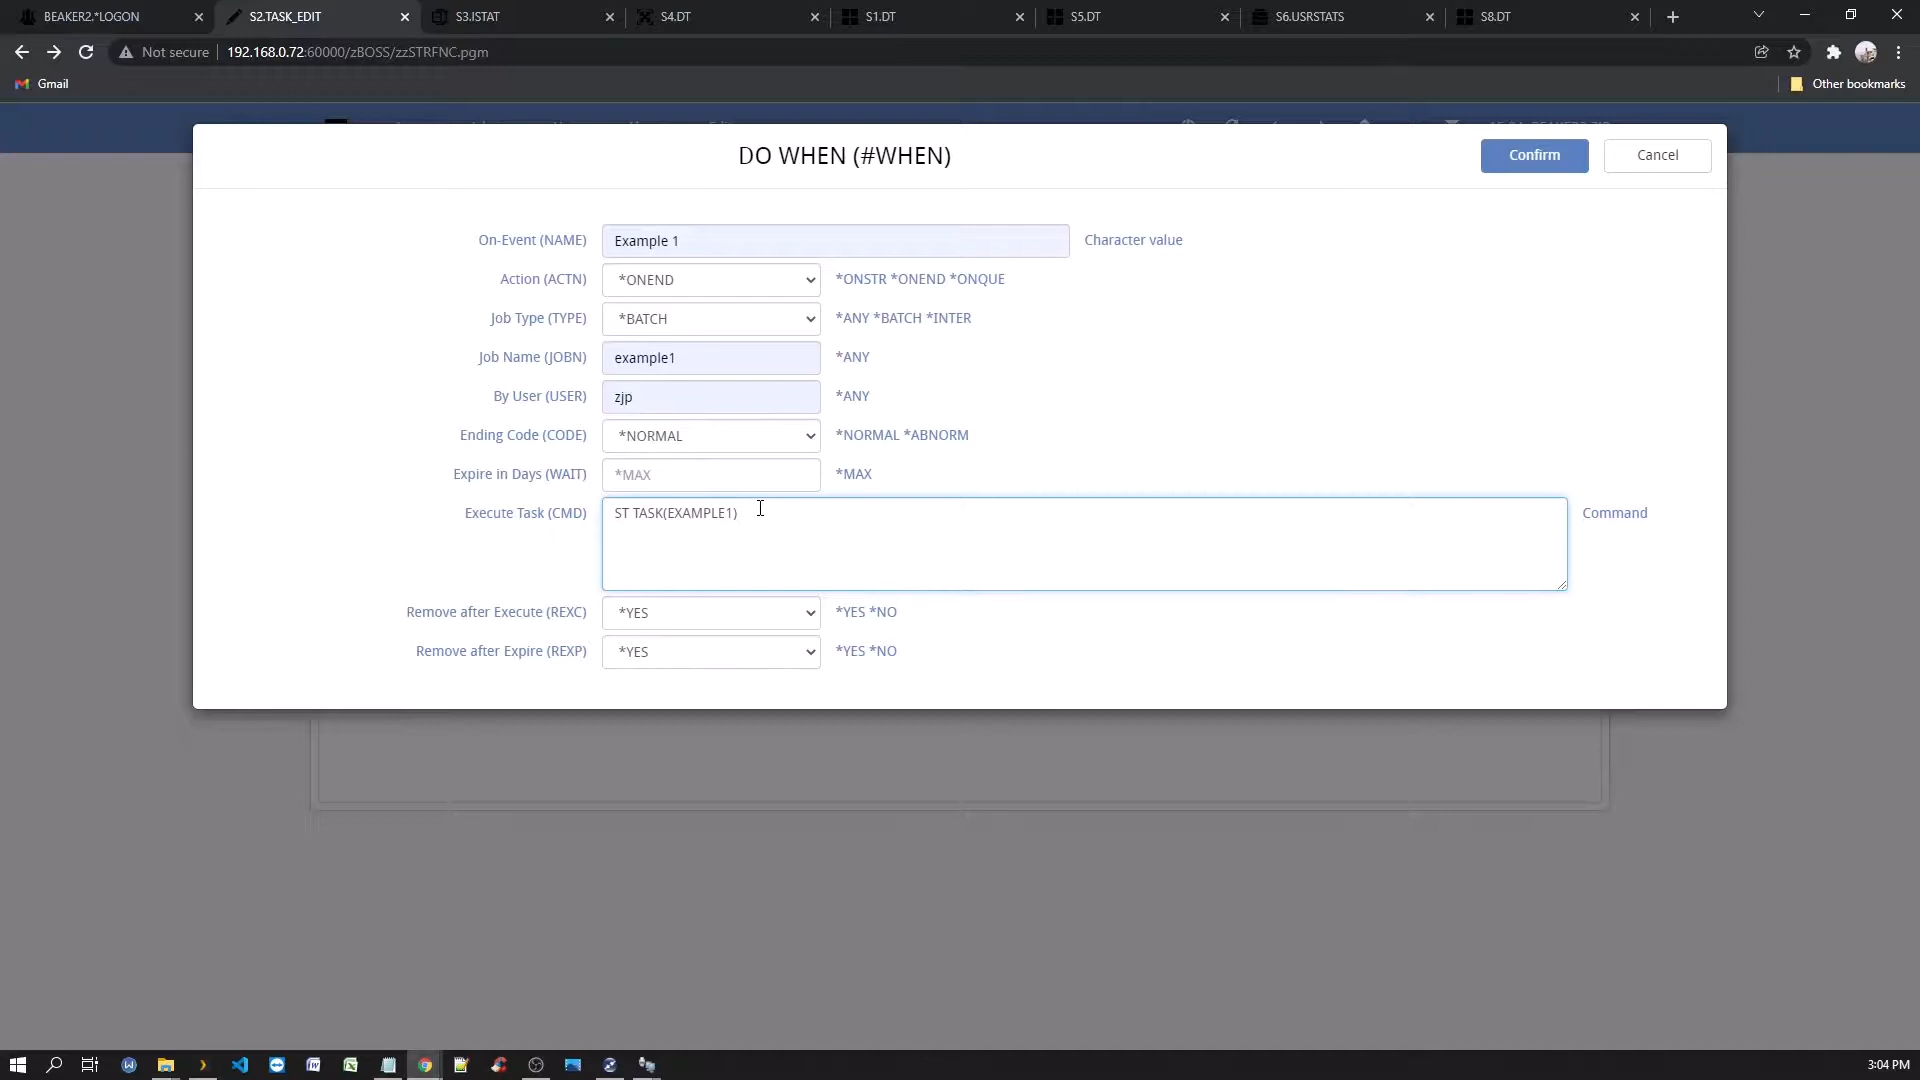 BEAKER2.*LOGON
S2.TASK_EDIT
S3.ISTAT
S4.DT
S1.DT
S5.DT
S6.USRSTATS
S8.DT
Not secure
192.168.0.72:60000/zBOSS/zzSTRFNC.pgm
Gmail
Other bookmarks
DO WHEN (#WHEN)
Confirm
Cancel
On-Event (NAME) Example 1 Character value
Action (ACTN) *ONEND *ONSTR *ONEND *ONQUE
Job Type (TYPE) *BATCH *ANY *BATCH *INTER
Job Name (JOBN) example1 *ANY
By User (USER) zjp *ANY
Ending Code (CODE) *NORMAL *NORMAL *ABNORM
Expire in Days (WAIT) *MAX *MAX
Execute Task (CMD) ST TASK(EXAMPLE1) Command
Remove after Execute (REXC) *YES *YES *NO
Remove after Expire (REXP) *YES *YES *NO
3:04 PM